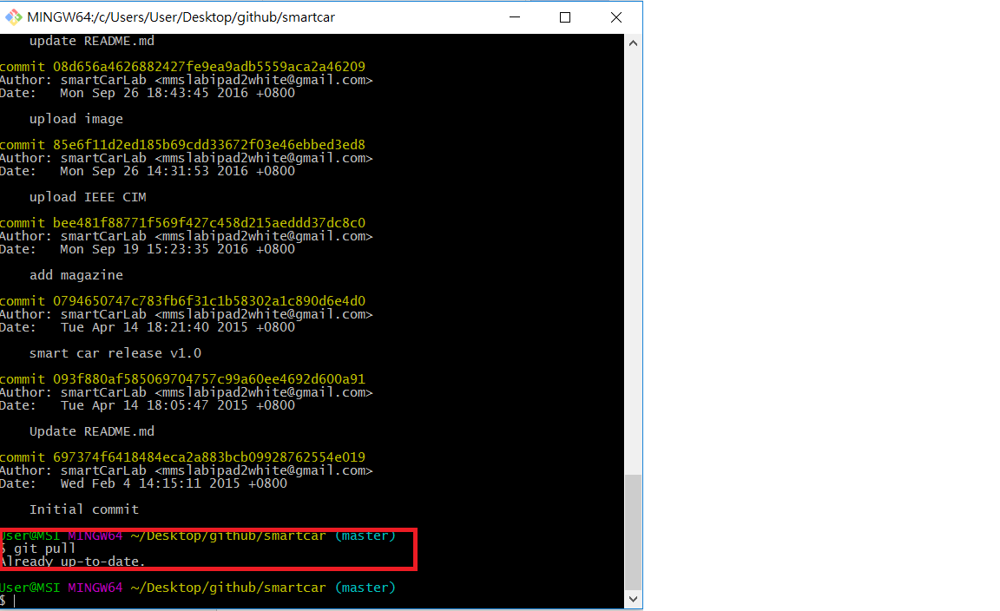 MINGW64:/c/Users/User/Desktop/github/smartcar
update README.md
commit 08d656a4626882427fe9ea9adb5559aca2a46209
Author: smartCarLab <mmslabipad2white@gmail.com>
Date:   Mon Sep 26 18:43:45 2016 +0800
upload image
commit 85e6f11d2ed185b69cdd33672f03e46ebbed3ed8
Author: smartCarLab <mmslabipad2white@gmail.com>
Date:   Mon Sep 26 14:31:53 2016 +0800
upload IEEE CIM
commit bee481f88771f569f427c458d215aeddd37dc8c0
Author: smartCarLab <mmslabipad2white@gmail.com>
Date:   Mon Sep 19 15:23:35 2016 +0800
add magazine
commit 0794650747c783fb6f31c1b58302a1c890d6e4d0
Author: smartCarLab <mmslabipad2white@gmail.com>
Date:   Tue Apr 14 18:21:40 2015 +0800
smart car release v1.0
commit 093f880af585069704757c99a60ee4692d600a91
Author: smartCarLab <mmslabipad2white@gmail.com>
Date:   Tue Apr 14 18:05:47 2015 +0800
Update README.md
commit 697374f6418484eca2a883bcb09928762554e019
Author: smartCarLab <mmslabipad2white@gmail.com>
Date:   Wed Feb 4 14:15:11 2015 +0800
Initial commit
User@MSI MINGW64 ~/Desktop/github/smartcar (master)
$ git pull
Already up-to-date.
User@MSI MINGW64 ~/Desktop/github/smartcar (master)
$